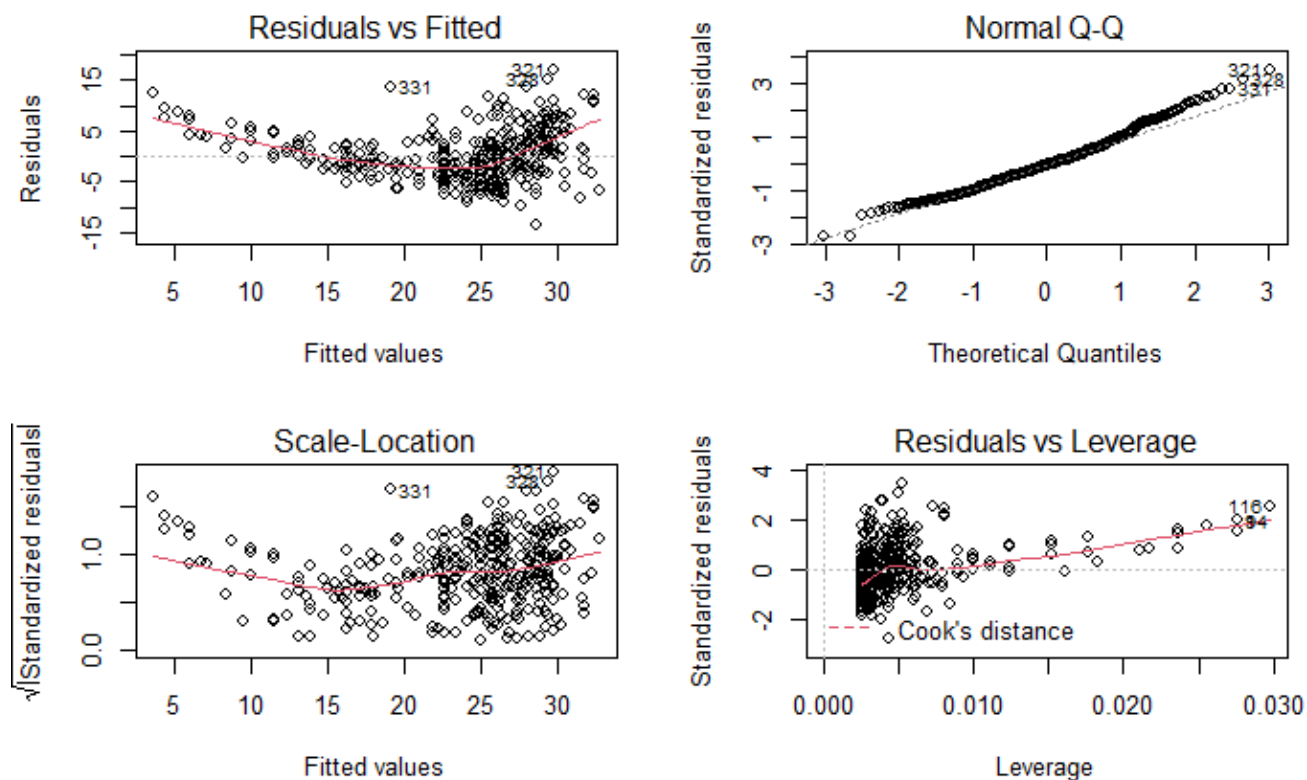 Residuals vs Fitted
Residuals
15
5
-5
-15
321
328
331
5 10 15 20 25 30
Fitted values
Normal Q-Q
Standardized residuals
3
1
-1
-3
321
328
331
-3 -2 -1 0 1 2 3
Theoretical Quantiles
Scale-Location
√|Standardized residuals|
1.0
0.0
321
328
331
5 10 15 20 25 30
Fitted values
Residuals vs Leverage
Standardized residuals
4
2
0
-2
116
94
Cook's distance
0.000 0.010 0.020 0.030
Leverage